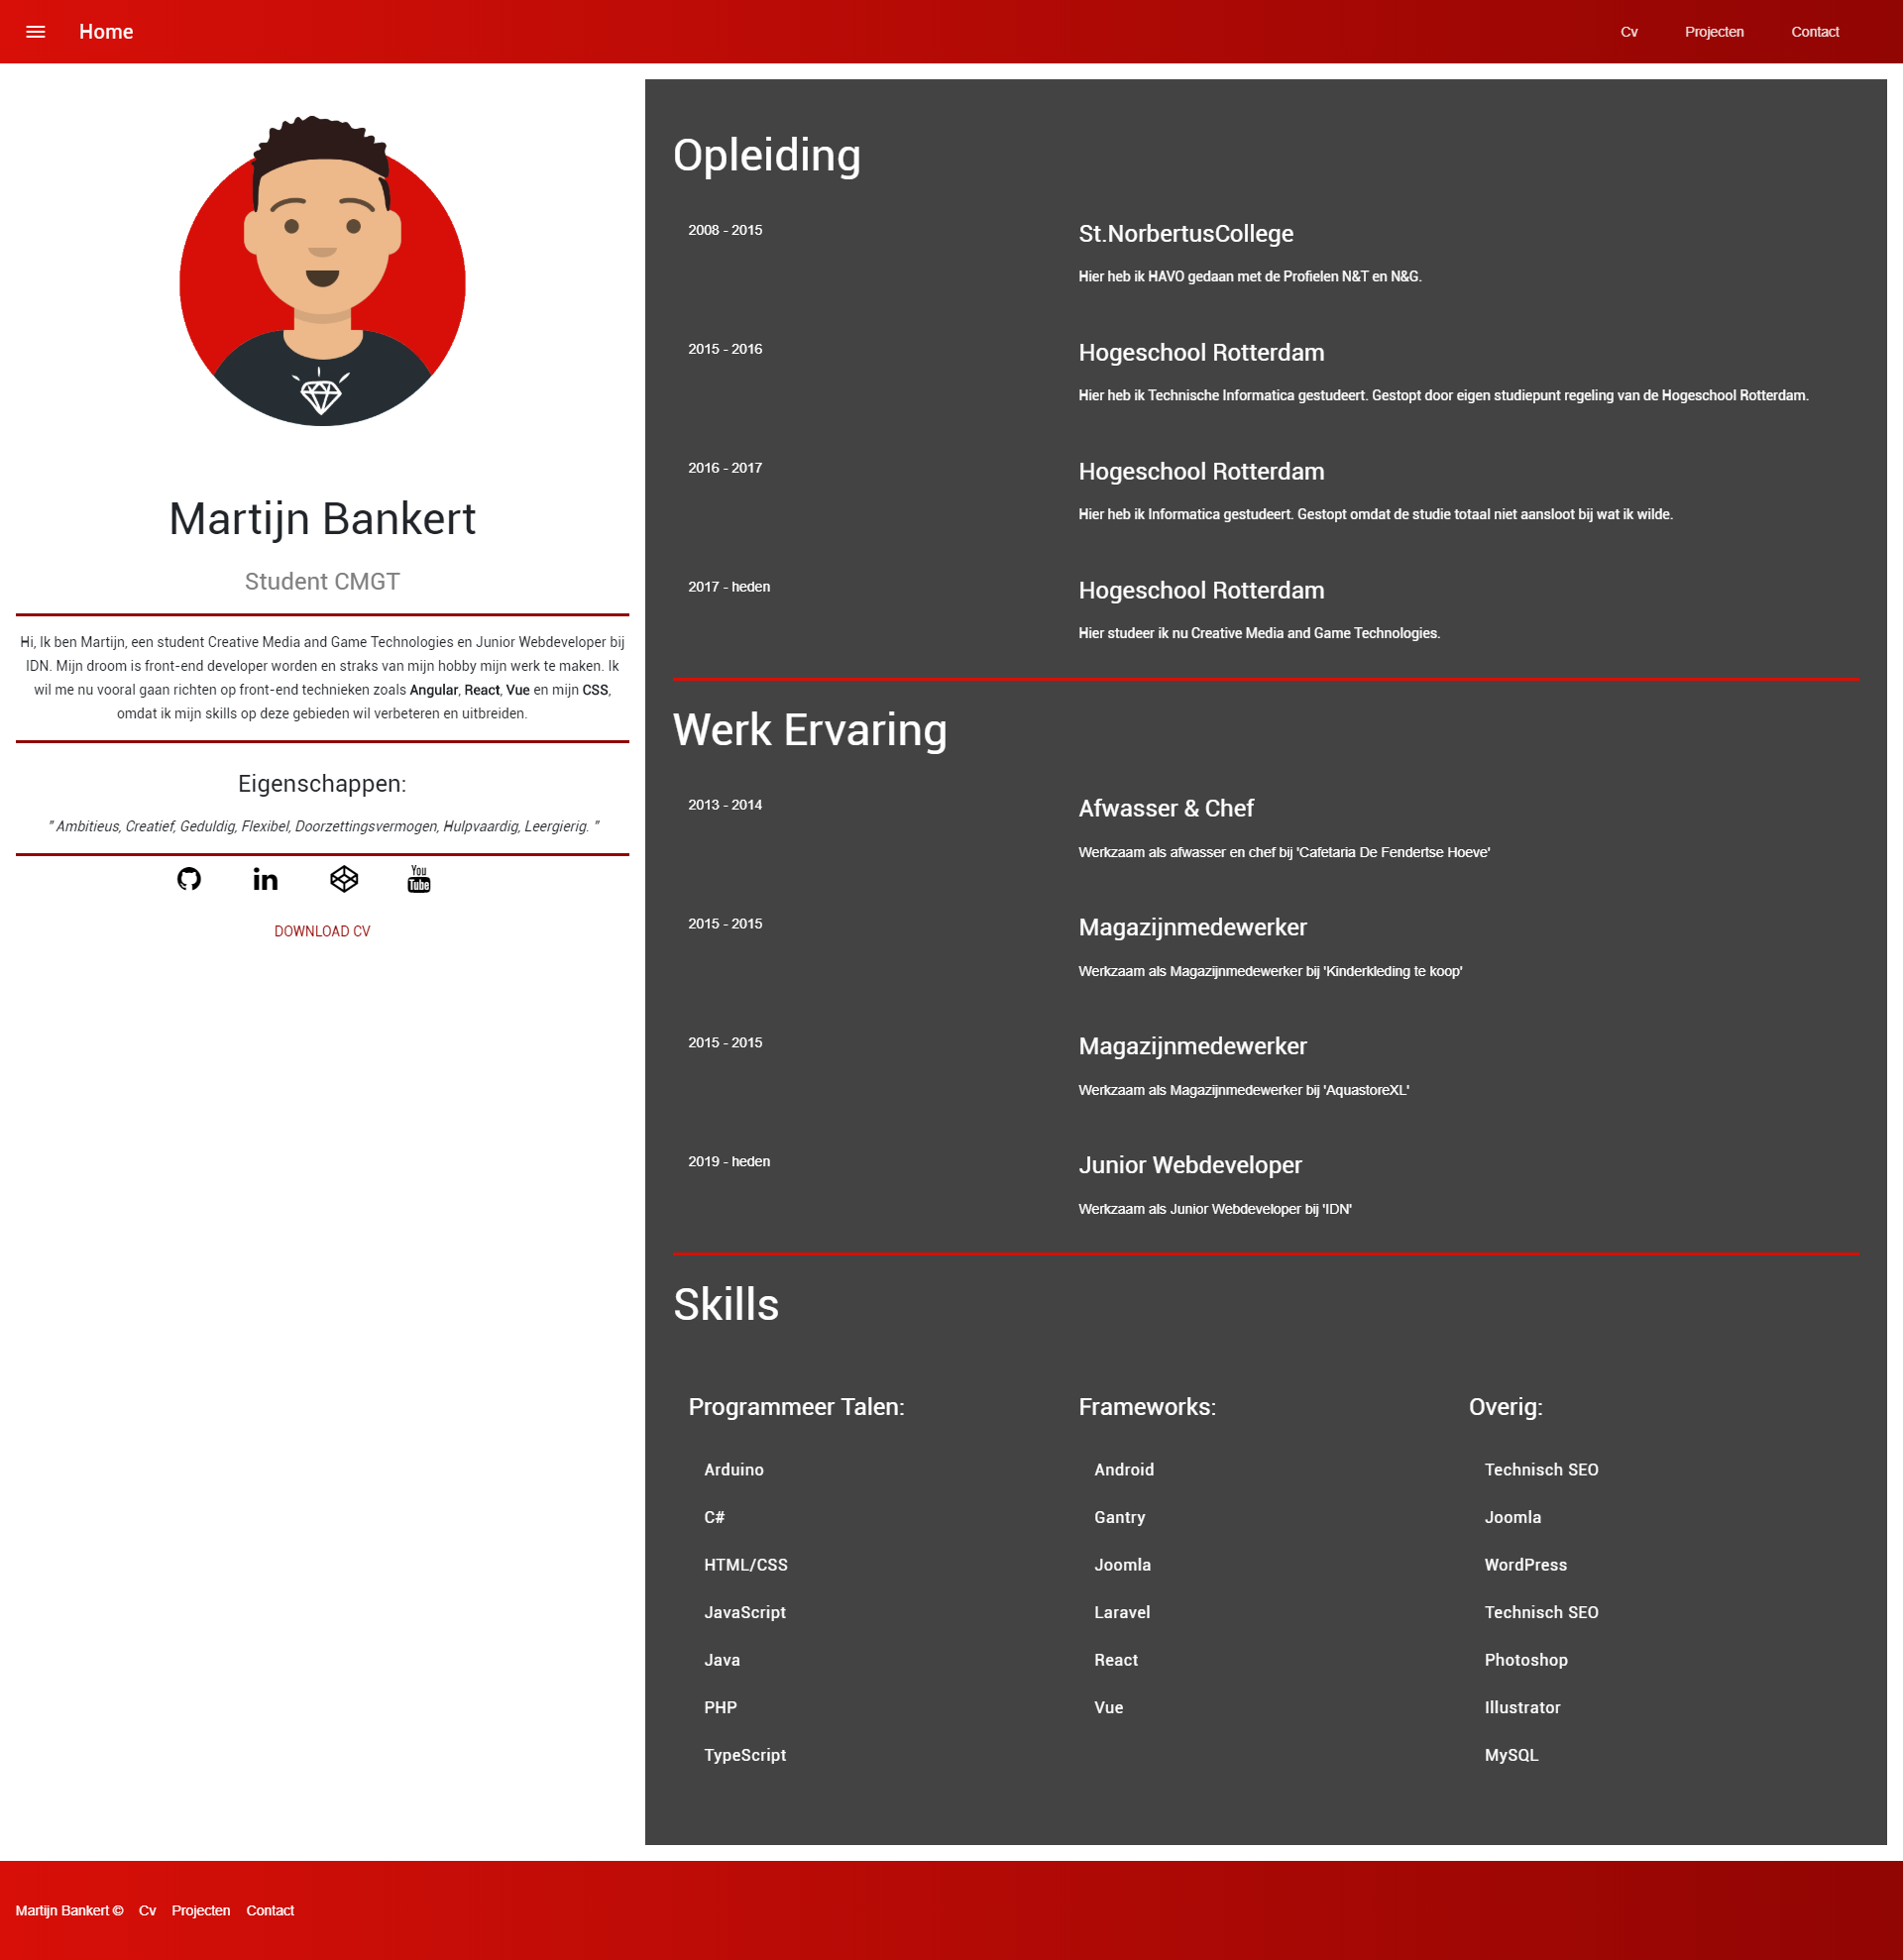 Home
Cv
Projecten
Contact
Martijn Bankert
Student CMGT
Hi, Ik ben Martijn, een student Creative Media and Game Technologies en Junior Webdeveloper bij
IDN. Mijn droom is front-end developer worden en straks van mijn hobby mijn werk te maken. Ik
wil me nu vooral gaan richten op front-end technieken zoals Angular, React, Vue en mijn CSS,
omdat ik mijn skills op deze gebieden wil verbeteren en uitbreiden.
Eigenschappen:
" Ambitieus, Creatief, Geduldig, Flexibel, Doorzettingsvermogen, Hulpvaardig, Leergierig. "
in
You
Tube
DOWNLOAD CV
Opleiding
2008 - 2015
St.NorbertusCollege
Hier heb ik HAVO gedaan met de Profielen N&T en N&G.
2015 - 2016
Hogeschool Rotterdam
Hier heb ik Technische Informatica gestudeert. Gestopt door eigen studiepunt regeling van de Hogeschool Rotterdam.
2016 - 2017
Hogeschool Rotterdam
Hier heb ik Informatica gestudeert. Gestopt omdat de studie totaal niet aansloot bij wat ik wilde.
2017 - heden
Hogeschool Rotterdam
Hier studeer ik nu Creative Media and Game Technologies.
Werk Ervaring
2013 - 2014
Afwasser & Chef
Werkzaam als afwasser en chef bij 'Cafetaria De Fendertse Hoeve'
2015 - 2015
Magazijnmedewerker
Werkzaam als Magazijnmedewerker bij 'Kinderkleding te koop'
2015 - 2015
Magazijnmedewerker
Werkzaam als Magazijnmedewerker bij 'AquastoreXL'
2019 - heden
Junior Webdeveloper
Werkzaam als Junior Webdeveloper bij 'IDN'
Skills
Programmeer Talen:
Arduino
C#
HTML/CSS
JavaScript
Java
PHP
TypeScript
Frameworks:
Android
Gantry
Joomla
Laravel
React
Vue
Overig:
Technisch SEO
Joomla
WordPress
Technisch SEO
Photoshop
Illustrator
MySQL
Martijn Bankert © Cv Projecten Contact